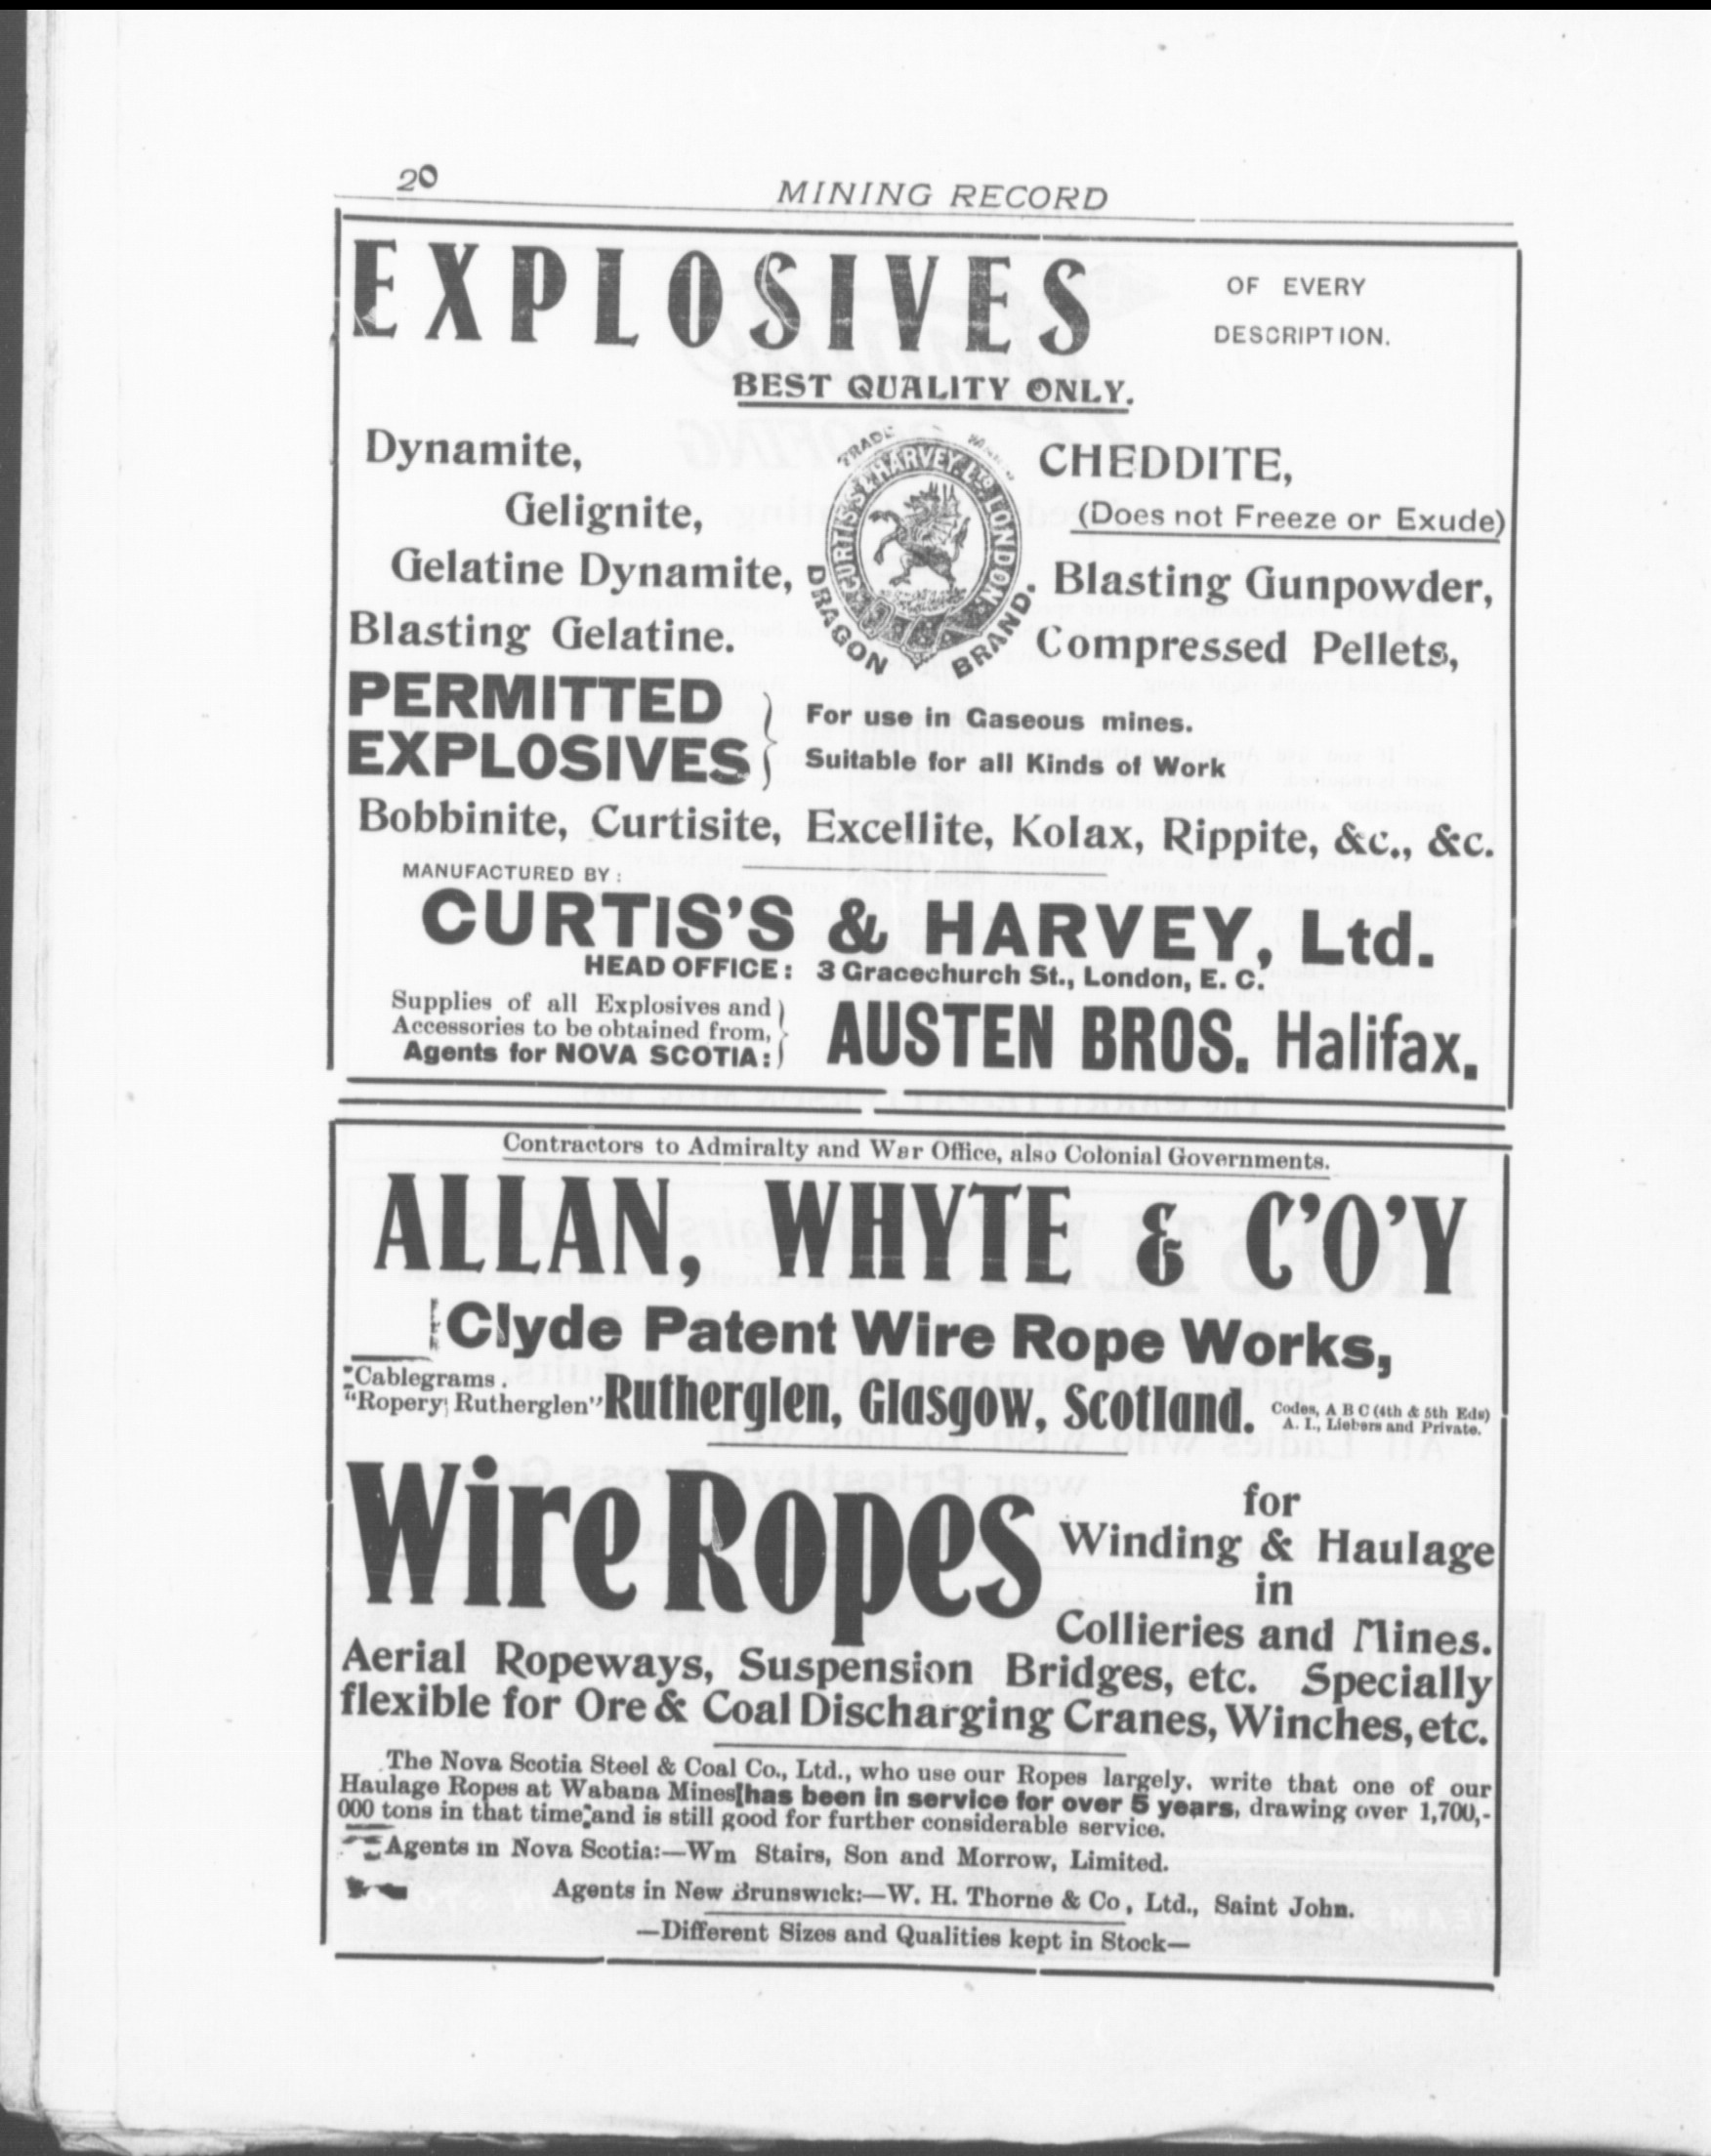 20
MINING RECORD
EXPLOSIVES
OF EVERY
DESCRIPTION.
BEST QUALITY ONLY.
Dynamite,
Gelignite,
Gelatine Dynamite,
Blasting Gelatine.
TRADE
CURTIS'S & HARVEY, LTD LONDON
DRAGON BRAND.
CHEDDITE,
(Does not Freeze or Exude)
Blasting Gunpowder,
Compressed Pellets,
PERMITTED
EXPLOSIVES
For use in Gaseous mines.
Suitable for all Kinds of Work
Bobbinite, Curtisite, Excellite, Kolax, Rippite, &c., &c.
MANUFACTURED BY:
CURTIS'S & HARVEY, Ltd.
HEAD OFFICE: 3 Gracechurch St., London, E. C.
Supplies of all Explosives and
Accessories to be obtained from,
Agents for NOVA SCOTIA:
AUSTEN BROS. Halifax.
Contractors to Admiralty and War Office, also Colonial Governments.
ALLAN, WHYTE & C'O'Y
Clyde Patent Wire Rope Works,
Cablegrams.
"Ropery Rutherglen"
Rutherglen, Glasgow, Scotland.
Codes, A B C (4th & 5th Eds)
A. I., Liebers and Private.
Wire Ropes
for
Winding & Haulage
in
Collieries and Mines.
Aerial Ropeways, Suspension Bridges, etc. Specially
flexible for Ore & Coal Discharging Cranes, Winches, etc.
The Nova Scotia Steel & Coal Co., Ltd., who use our Ropes largely, write that one of our
Haulage Ropes at Wabana Mines[has been in service for over 5 years, drawing over 1,700,-
000 tons in that time and is still good for further considerable service.
Agents in Nova Scotia:—Wm Stairs, Son and Morrow, Limited.
Agents in New Brunswick:—W. H. Thorne & Co, Ltd., Saint John.
—Different Sizes and Qualities kept in Stock—